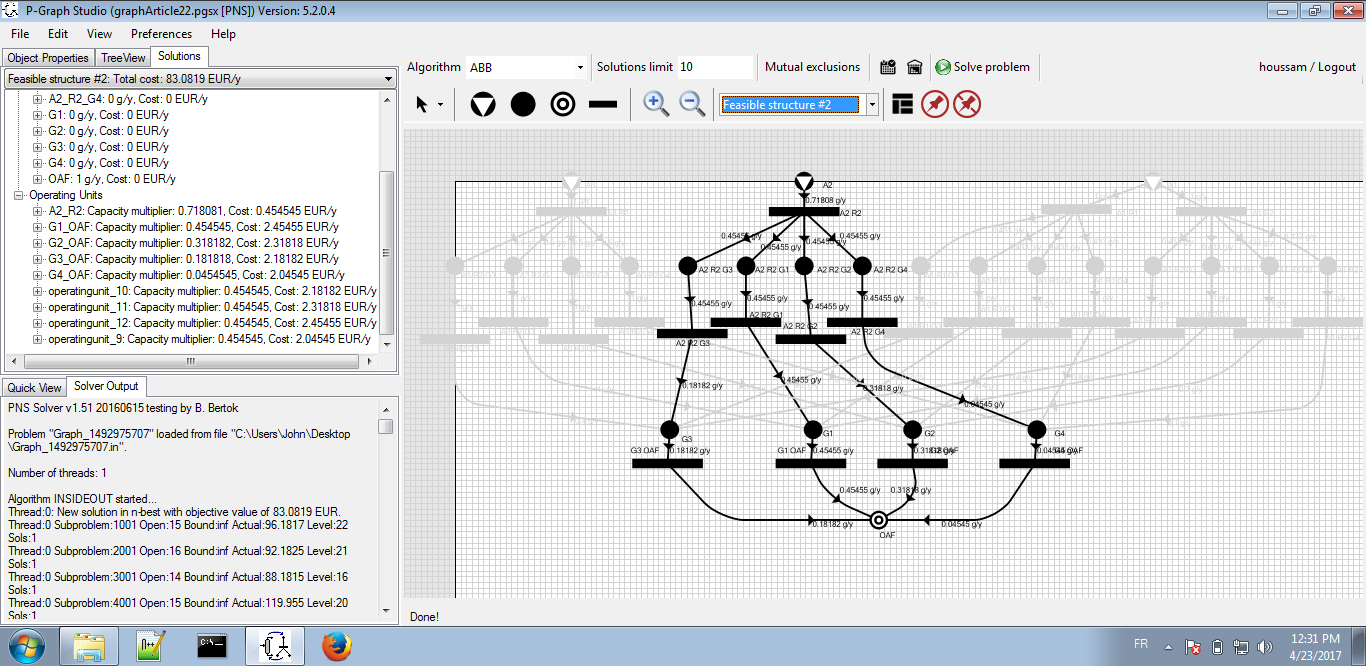 P-Graph Studio (graphArticle22.pgsx [PNS]) Version: 5.2.0.4
File Edit View Preferences Help
Object Properties TreeView Solutions
Feasible structure #2: Total cost: 83.0819 EUR/y
A2_R2_G4: 0 g/y, Cost: 0 EUR/y
G1: 0 g/y, Cost: 0 EUR/y
G2: 0 g/y, Cost: 0 EUR/y
G3: 0 g/y, Cost: 0 EUR/y
G4: 0 g/y, Cost: 0 EUR/y
OAF: 1 g/y, Cost: 0 EUR/y
Operating Units
A2_R2: Capacity multiplier: 0.718081, Cost: 0.454545 EUR/y
G1_OAF: Capacity multiplier: 0.454545, Cost: 2.45455 EUR/y
G2_OAF: Capacity multiplier: 0.318182, Cost: 2.31818 EUR/y
G3_OAF: Capacity multiplier: 0.181818, Cost: 2.18182 EUR/y
G4_OAF: Capacity multiplier: 0.0454545, Cost: 2.04545 EUR/y
operatingunit_10: Capacity multiplier: 0.454545, Cost: 2.18182 EUR/y
operatingunit_11: Capacity multiplier: 0.454545, Cost: 2.31818 EUR/y
operatingunit_12: Capacity multiplier: 0.454545, Cost: 2.45455 EUR/y
operatingunit_9: Capacity multiplier: 0.454545, Cost: 2.04545 EUR/y
Quick View Solver Output
PNS Solver v1.51 20160615 testing by B. Bertok
Problem "Graph_1492975707" loaded from file "C:\Users\John\Desktop
\Graph_1492975707.in".
Number of threads: 1
Algorithm INSIDEOUT started...
Thread:0: New solution in n-best with objective value of 83.0819 EUR.
Thread:0 Subproblem:1001 Open:15 Bound:inf Actual:96.1817 Level:22
Sols:1
Thread:0 Subproblem:2001 Open:16 Bound:inf Actual:92.1825 Level:21
Sols:1
Thread:0 Subproblem:3001 Open:14 Bound:inf Actual:88.1815 Level:16
Sols:1
Thread:0 Subproblem:4001 Open:15 Bound:inf Actual:119.955 Level:20
Sols:1
Algorithm ABB Solutions limit 10 Mutual exclusions Solve problem houssam / Logout
Feasible structure #2
A2
0.71808 g/y
A2 R2
0.45455 g/y 0.45455 g/y 0.45455 g/y 0.45455 g/y
A2 R2 G3 A2 R2 G1 A2 R2 G2 A2 R2 G4
0.45455 g/y 0.45455 g/y 0.45455 g/y 0.45455 g/y
A2 R2 G3 A2 R2 G1 A2 R2 G2 A2 R2 G4
0.18182 g/y 0.45455 g/y 0.31818 g/y 0.04545 g/y
G3 G1 G2 G4
G3 OAF 0.18182 g/y G1 OAF 0.45455 g/y
0.45455 g/y 0.31818 g/y
0.18182 g/y 0.04545 g/y
OAF
Done!
FR 12:31 PM
4/23/2017